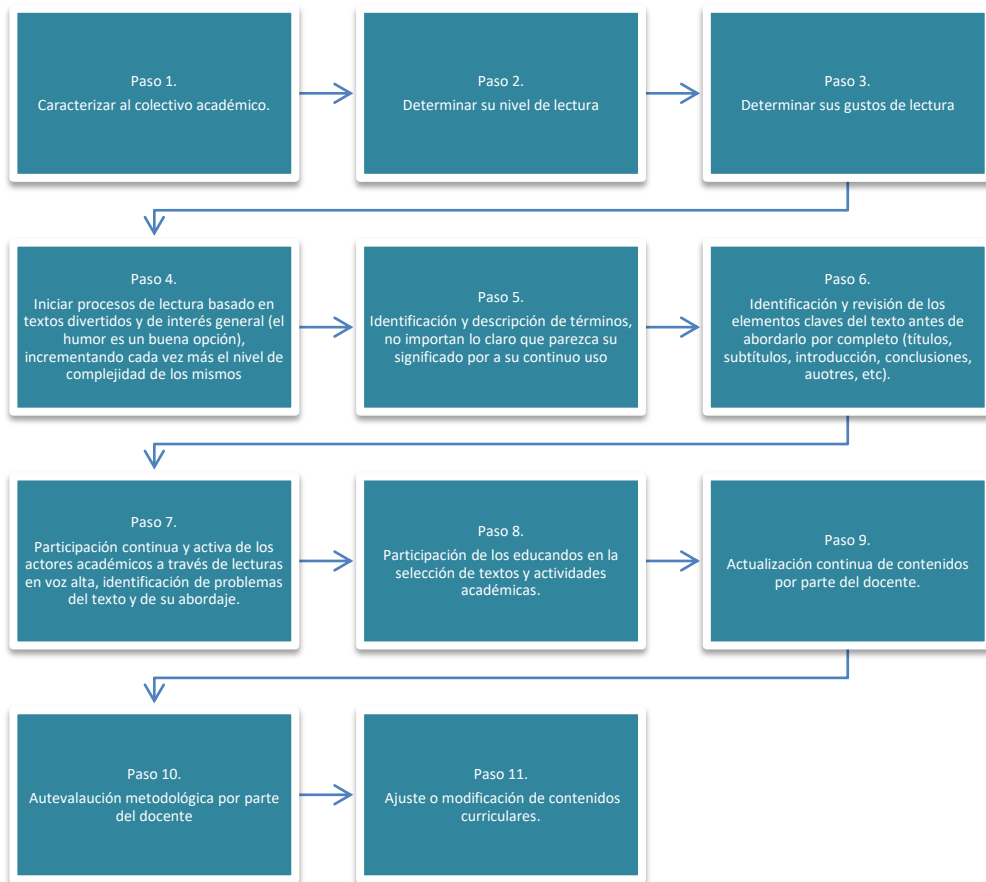 Paso 1.
Caracterizar al colectivo académico.
Paso 2.
Determinar su nivel de lectura
Paso 3.
Determinar sus gustos de lectura
Paso 4.
Iniciar procesos de lectura basado en
textos divertidos y de interés general (el
humor es un buena opción),
incrementando cada vez más el nivel de
complejidad de los mismos
Paso 5.
Identificación y descripción de términos,
no importan lo claro que parezca su
significado por a su continuo uso
Paso 6.
Identificación y revisión de los
elementos claves del texto antes de
abordarlo por completo (títulos,
subtítulos, introducción, conclusiones,
auotres, etc).
Paso 7.
Participación continua y activa de los
actores académicos a través de lecturas
en voz alta, identificación de problemas
del texto y de su abordaje.
Paso 8.
Participación de los educandos en la
selección de textos y actividades
académicas.
Paso 9.
Actualización continua de contenidos
por parte del docente.
Paso 10.
Autevalaución metodológica por parte
del docente
Paso 11.
Ajuste o modificación de contenidos
curriculares.